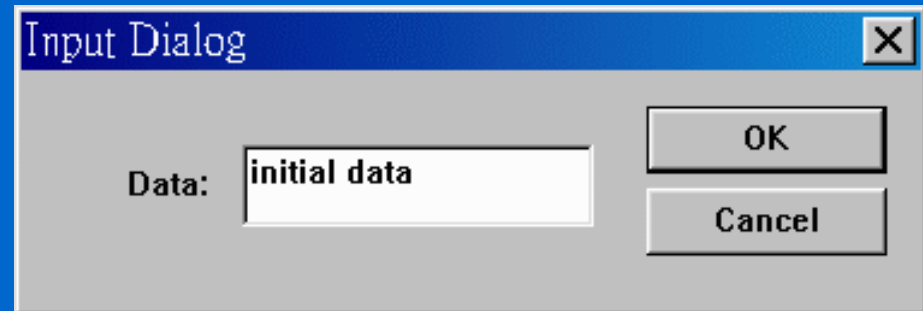 Input Dialog
Data:
initial data
OK
Cancel